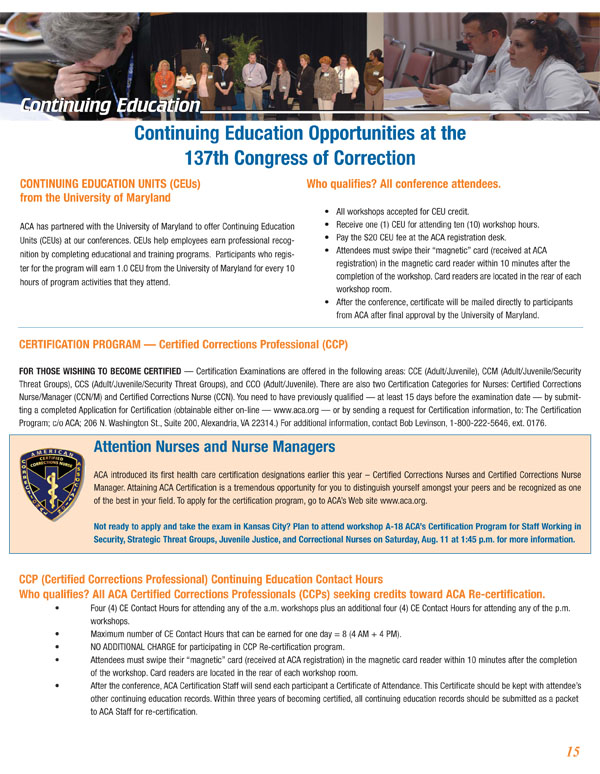 Continuing Education
Continuing Education Opportunities at the
137th Congress of Correction
CONTINUING EDUCATION UNITS (CEUs)
from the University of Maryland
ACA has partnered with the University of Maryland to offer Continuing Education
Units (CEUs) at our conferences. CEUs help employees earn professional recog-
nition by completing educational and training programs. Participants who regis-
ter for the program will earn 1.0 CEU from the University of Maryland for every 10
hours of program activities that they attend.
Who qualifies? All conference attendees.
• All workshops accepted for CEU credit.
• Receive one (1) CEU for attending ten (10) workshop hours.
• Pay the $20 CEU fee at the ACA registration desk.
• Attendees must swipe their “magnetic” card (received at ACA
registration) in the magnetic card reader within 10 minutes after the
completion of the workshop. Card readers are located in the rear of each
workshop room.
• After the conference, certificate will be mailed directly to participants
from ACA after final approval by the University of Maryland.
CERTIFICATION PROGRAM — Certified Corrections Professional (CCP)
FOR THOSE WISHING TO BECOME CERTIFIED — Certification Examinations are offered in the following areas: CCE (Adult/Juvenile), CCM (Adult/Juvenile/Security
Threat Groups), CCS (Adult/Juvenile/Security Threat Groups), and CCO (Adult/Juvenile). There are also two Certification Categories for Nurses: Certified Corrections
Nurse/Manager (CCN/M) and Certified Corrections Nurse (CCN). You need to have previously qualified — at least 15 days before the examination date — by submit-
ting a completed Application for Certification (obtainable either on-line — www.aca.org — or by sending a request for Certification information, to: The Certification
Program; c/o ACA; 206 N. Washington St., Suite 200, Alexandria, VA 22314.) For additional information, contact Bob Levinson, 1-800-222-5646, ext. 0176.
AMERICAN
CERTIFIED
CORRECTIONS NURSE
CORRECTIONAL
ASSOCIATION
Attention Nurses and Nurse Managers
ACA introduced its first health care certification designations earlier this year – Certified Corrections Nurses and Certified Corrections Nurse
Manager. Attaining ACA Certification is a tremendous opportunity for you to distinguish yourself amongst your peers and be recognized as one
of the best in your field. To apply for the certification program, go to ACA’s Web site www.aca.org.
Not ready to apply and take the exam in Kansas City? Plan to attend workshop A-18 ACA’s Certification Program for Staff Working in
Security, Strategic Threat Groups, Juvenile Justice, and Correctional Nurses on Saturday, Aug. 11 at 1:45 p.m. for more information.
CCP (Certified Corrections Professional) Continuing Education Contact Hours
Who qualifies? All ACA Certified Corrections Professionals (CCPs) seeking credits toward ACA Re-certification.
• Four (4) CE Contact Hours for attending any of the a.m. workshops plus an additional four (4) CE Contact Hours for attending any of the p.m.
workshops.
• Maximum number of CE Contact Hours that can be earned for one day = 8 (4 AM + 4 PM).
• NO ADDITIONAL CHARGE for participating in CCP Re-certification program.
• Attendees must swipe their “magnetic” card (received at ACA registration) in the magnetic card reader within 10 minutes after the completion
of the workshop. Card readers are located in the rear of each workshop room.
• After the conference, ACA Certification Staff will send each participant a Certificate of Attendance. This Certificate should be kept with attendee’s
other continuing education records. Within three years of becoming certified, all continuing education records should be submitted as a packet
to ACA Staff for re-certification.
15